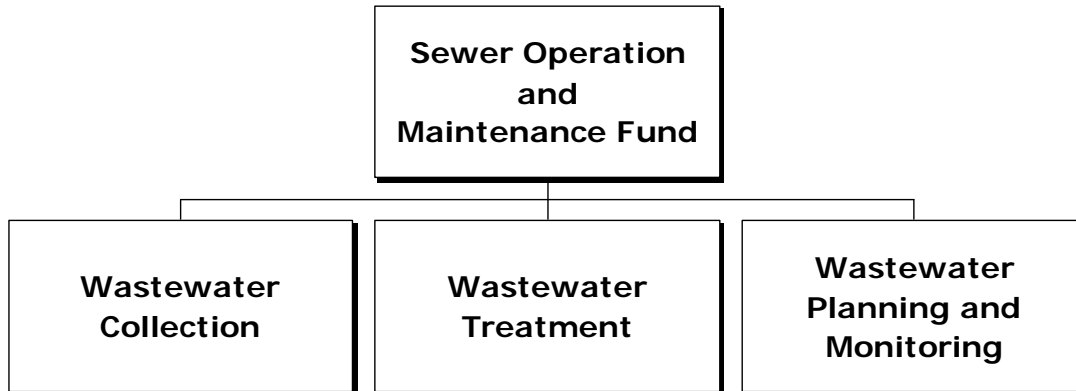 Sewer Operation
and
Maintenance Fund
Wastewater
Collection
Wastewater
Treatment
Wastewater
Planning and
Monitoring